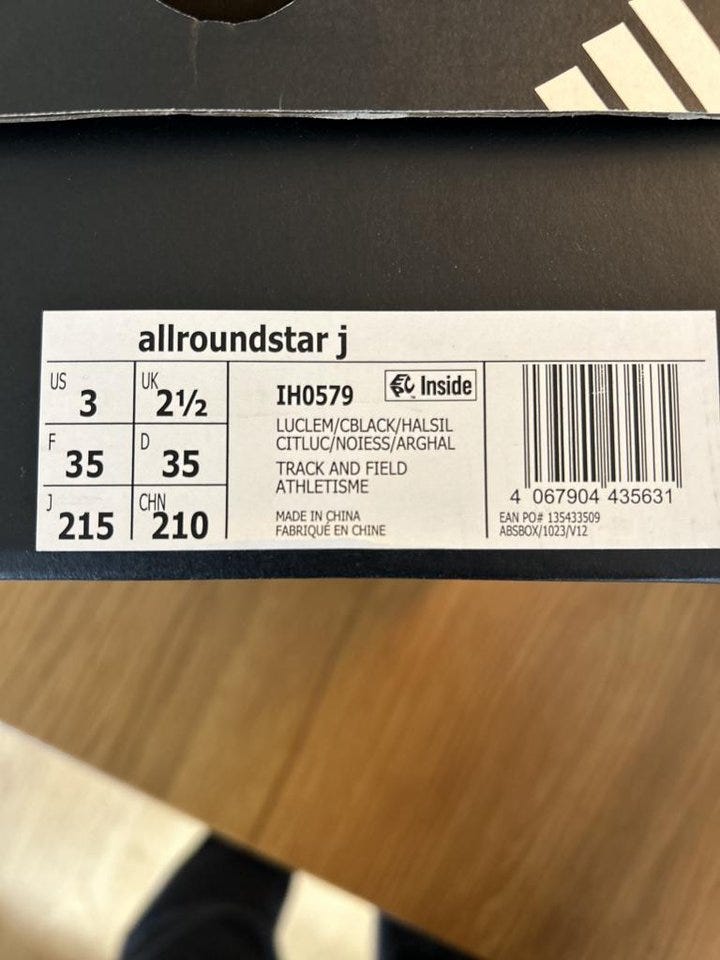 allroundstar j
US 3 UK 2½
F 35 D 35
J 215 CHN 210
IH0579 Inside
LUCLEM/CBLACK/HALSIL
CITLUC/NOIESS/ARGHAL
TRACK AND FIELD
ATHLETISME
MADE IN CHINA
FABRIQUÉ EN CHINE
4 067904 435631
EAN PO# 135433509
ABSBOX/1023/V12